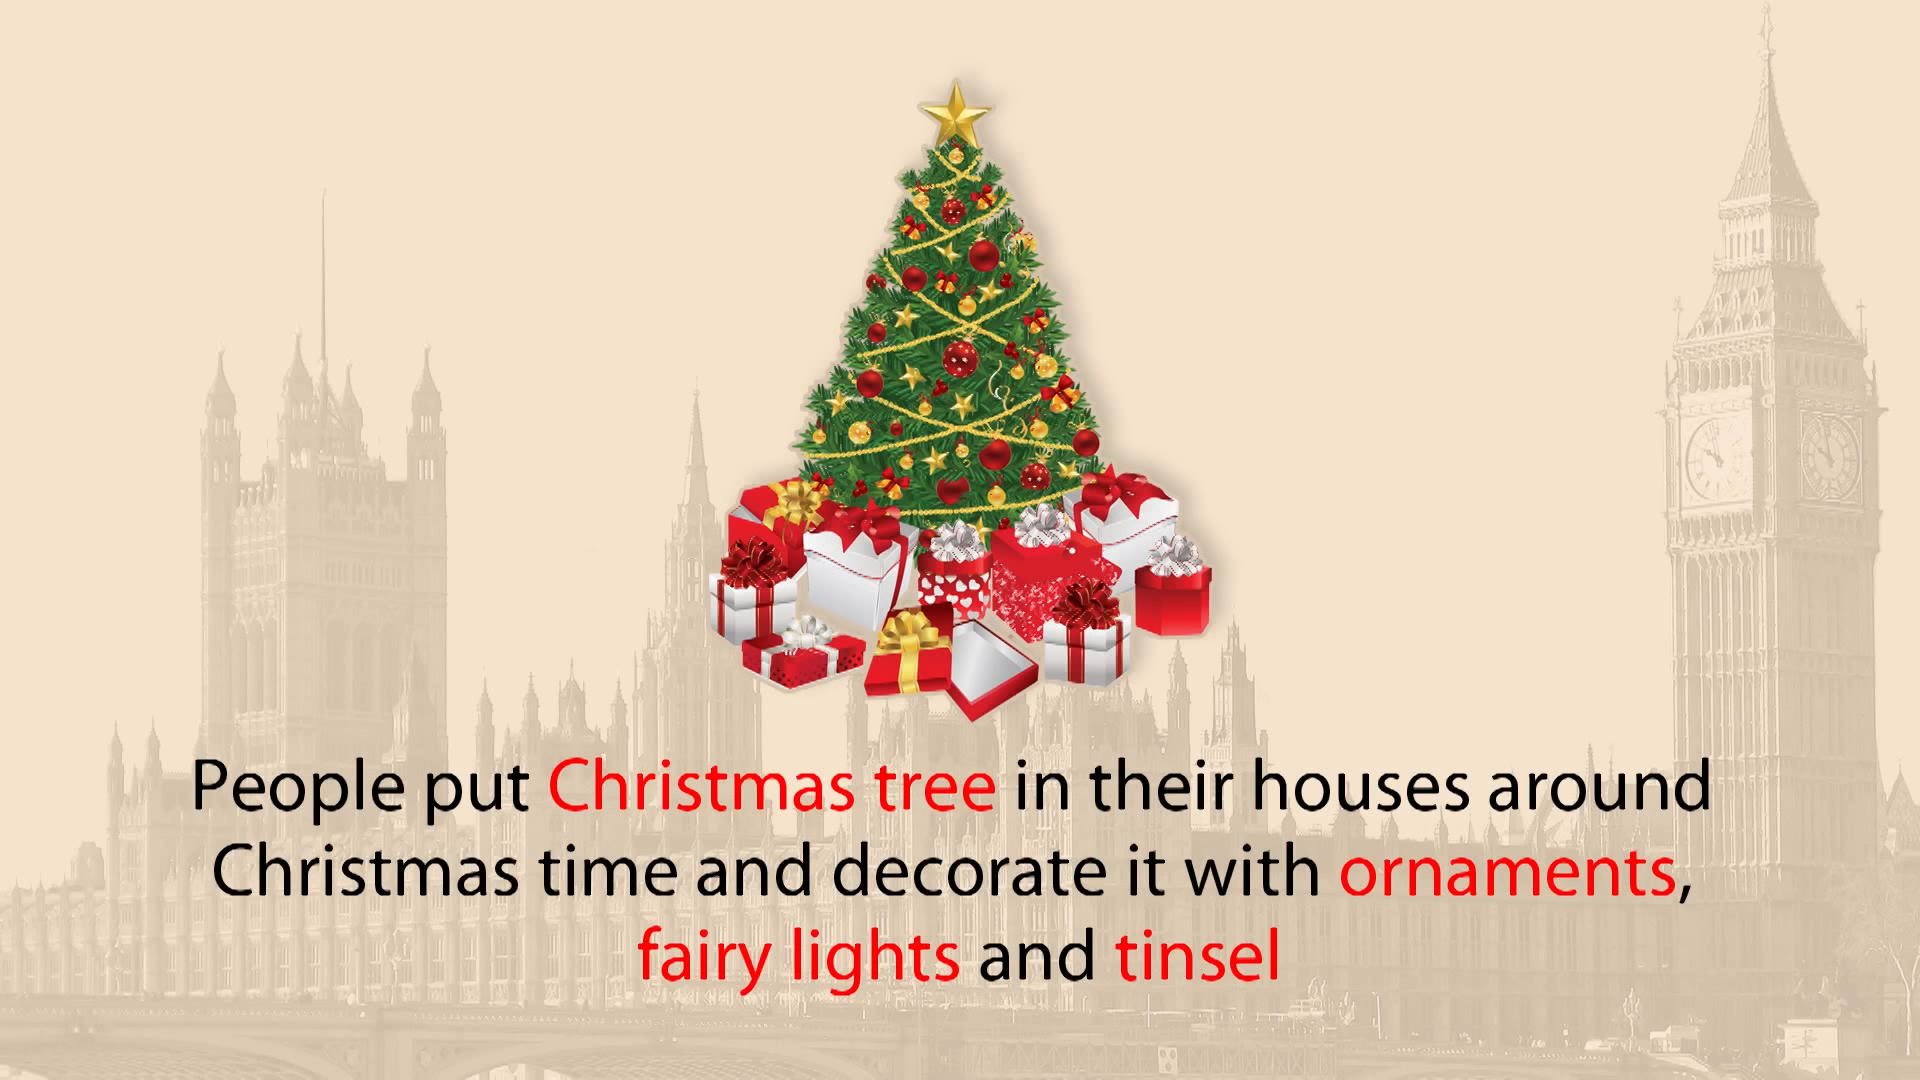 People put Christmas tree in their houses around
Christmas time and decorate it with ornaments,
fairy lights and tinsel